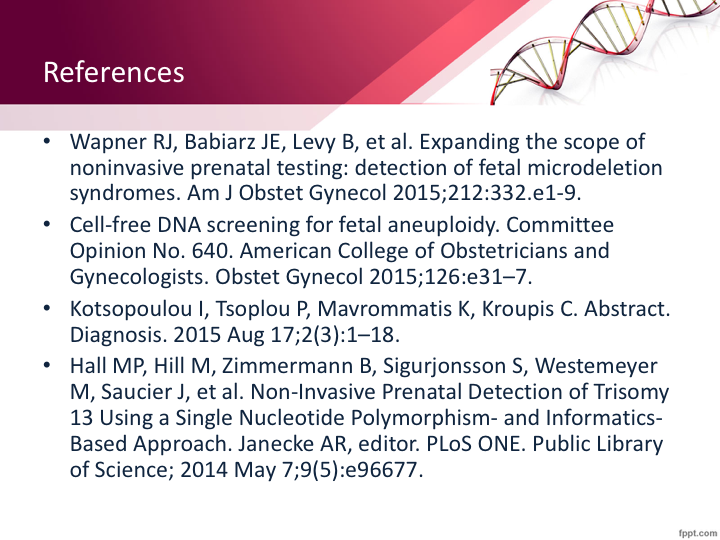 References
• Wapner RJ, Babiarz JE, Levy B, et al. Expanding the scope of
noninvasive prenatal testing: detection of fetal microdeletion
syndromes. Am J Obstet Gynecol 2015;212:332.e1-9.
• Cell-free DNA screening for fetal aneuploidy. Committee
Opinion No. 640. American College of Obstetricians and
Gynecologists. Obstet Gynecol 2015;126:e31–7.
• Kotsopoulou I, Tsoplou P, Mavrommatis K, Kroupis C. Abstract.
Diagnosis. 2015 Aug 17;2(3):1–18.
• Hall MP, Hill M, Zimmermann B, Sigurjonsson S, Westemeyer
M, Saucier J, et al. Non-Invasive Prenatal Detection of Trisomy
13 Using a Single Nucleotide Polymorphism- and Informatics-
Based Approach. Janecke AR, editor. PLoS ONE. Public Library
of Science; 2014 May 7;9(5):e96677.
fppt.com